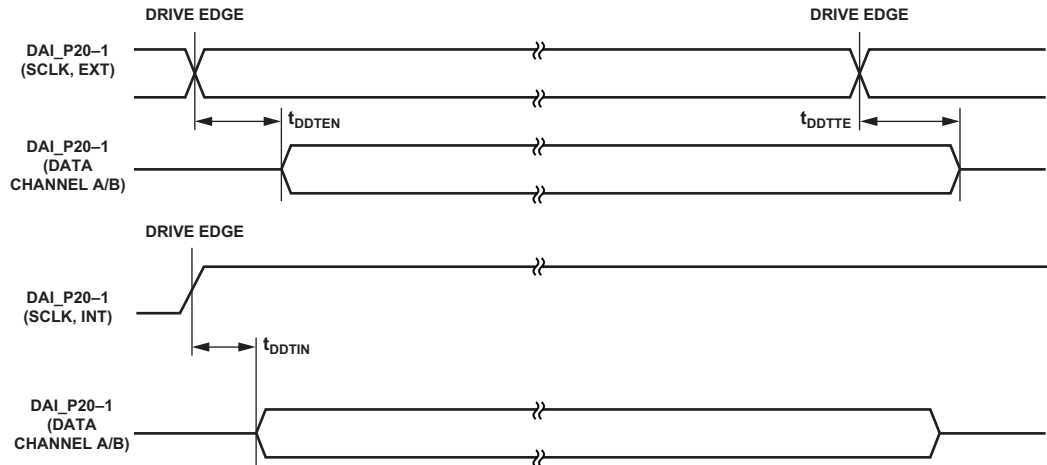 DRIVE EDGE
DRIVE EDGE
DAI_P20–1
(SCLK, EXT)
tDDTEN
tDDTTE
DAI_P20–1
(DATA
CHANNEL A/B)
DRIVE EDGE
DAI_P20–1
(SCLK, INT)
tDDTIN
DAI_P20–1
(DATA
CHANNEL A/B)